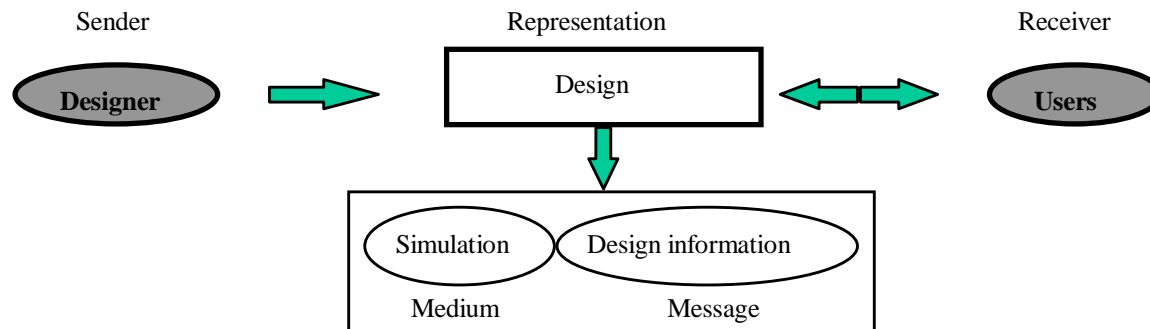 Sender Representation Receiver
Designer Design Users
Simulation Design information
Medium Message